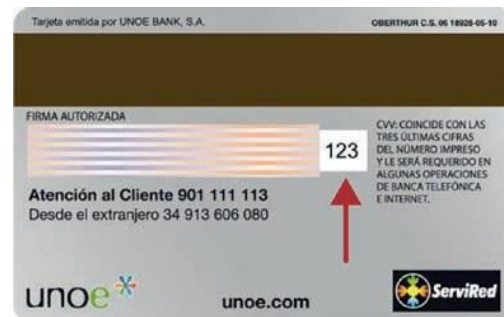 Tarjeta emitida por UNOE BANK, S.A.
OBERTHUR C.S. 06 18928-05-10
FIRMA AUTORIZADA
123
CVV: COINCIDE CON LAS
TRES ÚLTIMAS CIFRAS
DEL NÚMERO IMPRESO
Y LE SERÁ REQUERIDO EN
ALGUNAS OPERACIONES
DE BANCA TELEFÓNICA
E INTERNET.
Atención al Cliente 901 111 113
Desde el extranjero 34 913 606 080
unoe
unoe.com
ServiRed